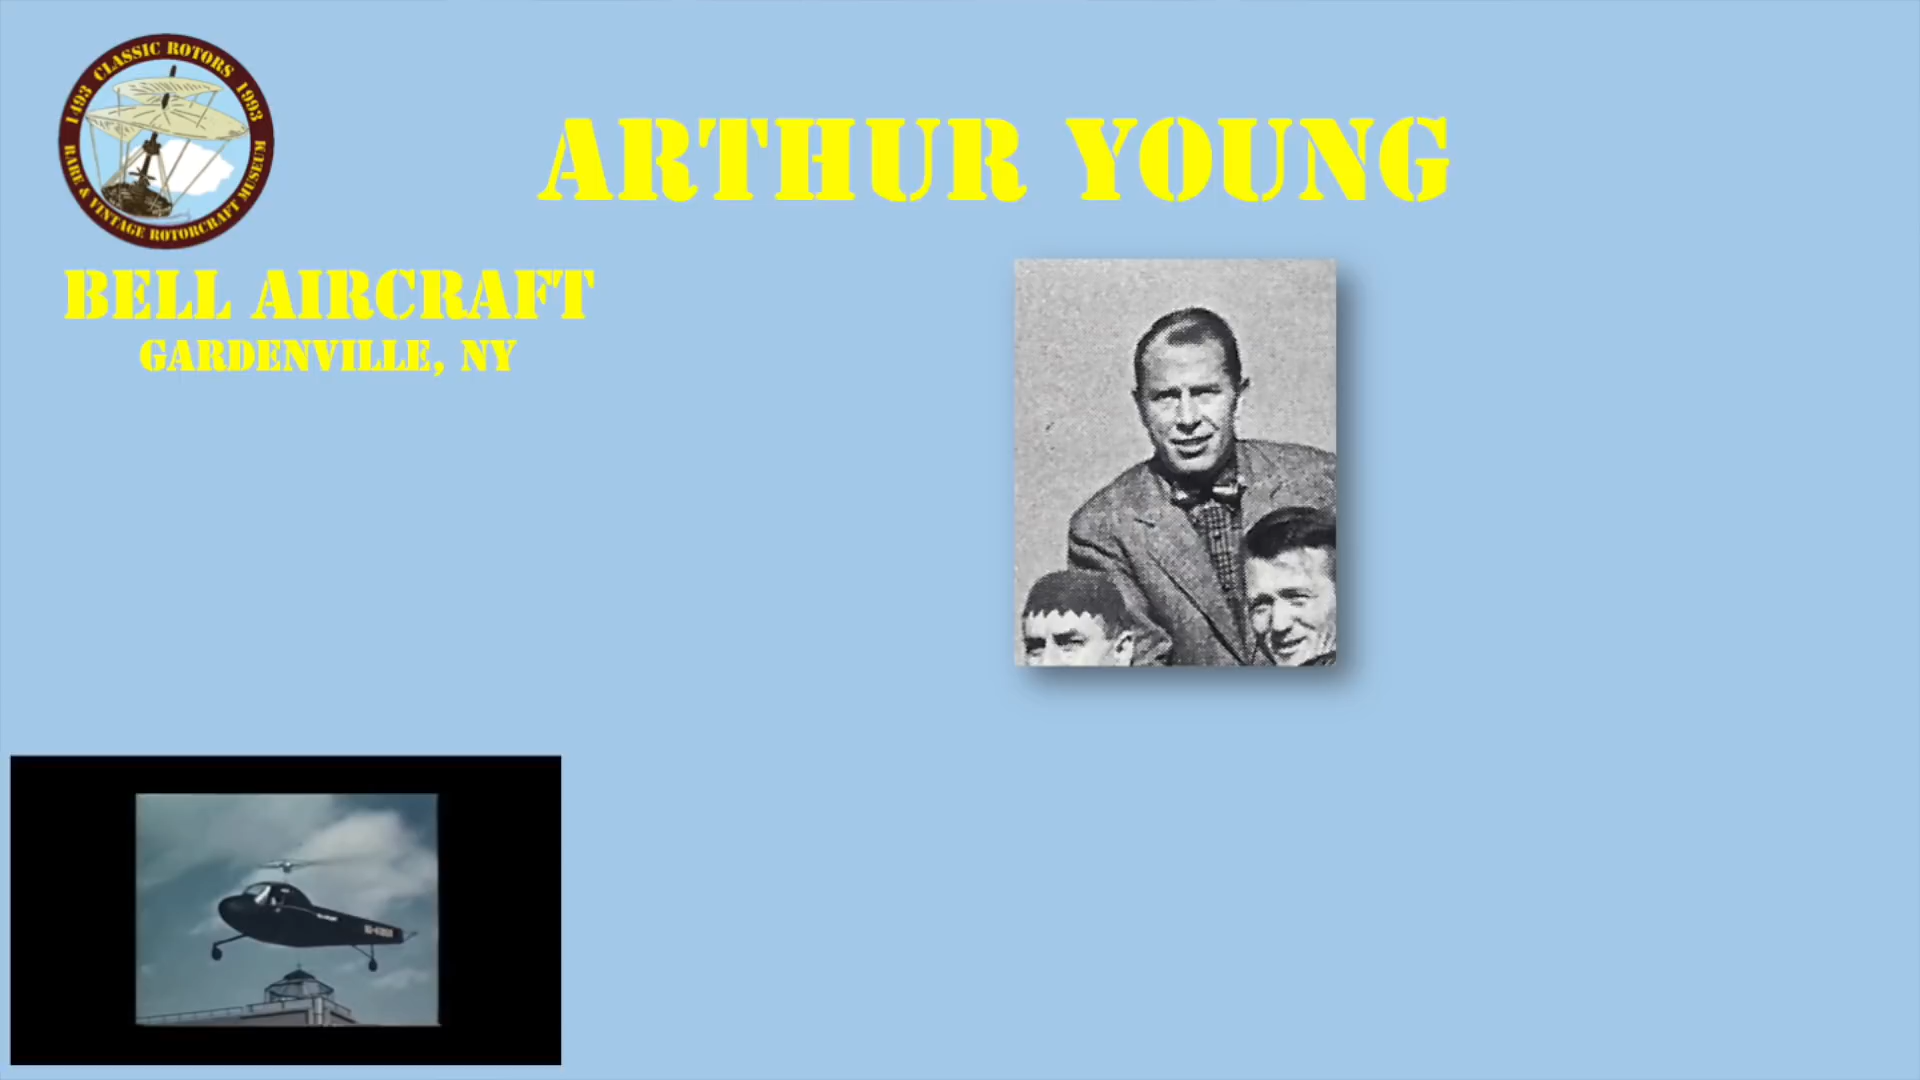 1493 CLASSIC ROTORS 1993
RARE & VINTAGE ROTORCRAFT MUSEUM
ARTHUR YOUNG
BELL AIRCRAFT
GARDENVILLE, NY